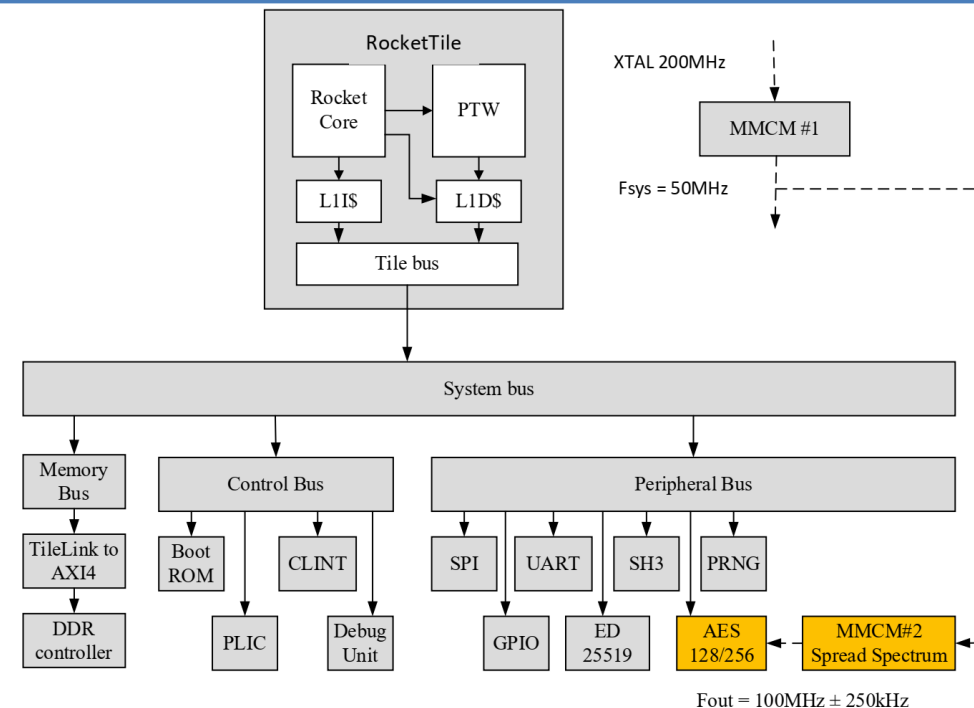 RocketTile
Rocket
Core
PTW
L1I$
L1D$
Tile bus
XTAL 200MHz
MMCM #1
Fsys = 50MHz
System bus
Memory
Bus
Control Bus
Peripheral Bus
TileLink to
AXI4
Boot
ROM
CLINT
SPI
UART
SH3
PRNG
DDR
controller
PLIC
Debug
Unit
GPIO
ED
25519
AES
128/256
MMCM#2
Spread Spectrum
Fout = 100MHz ± 250kHz